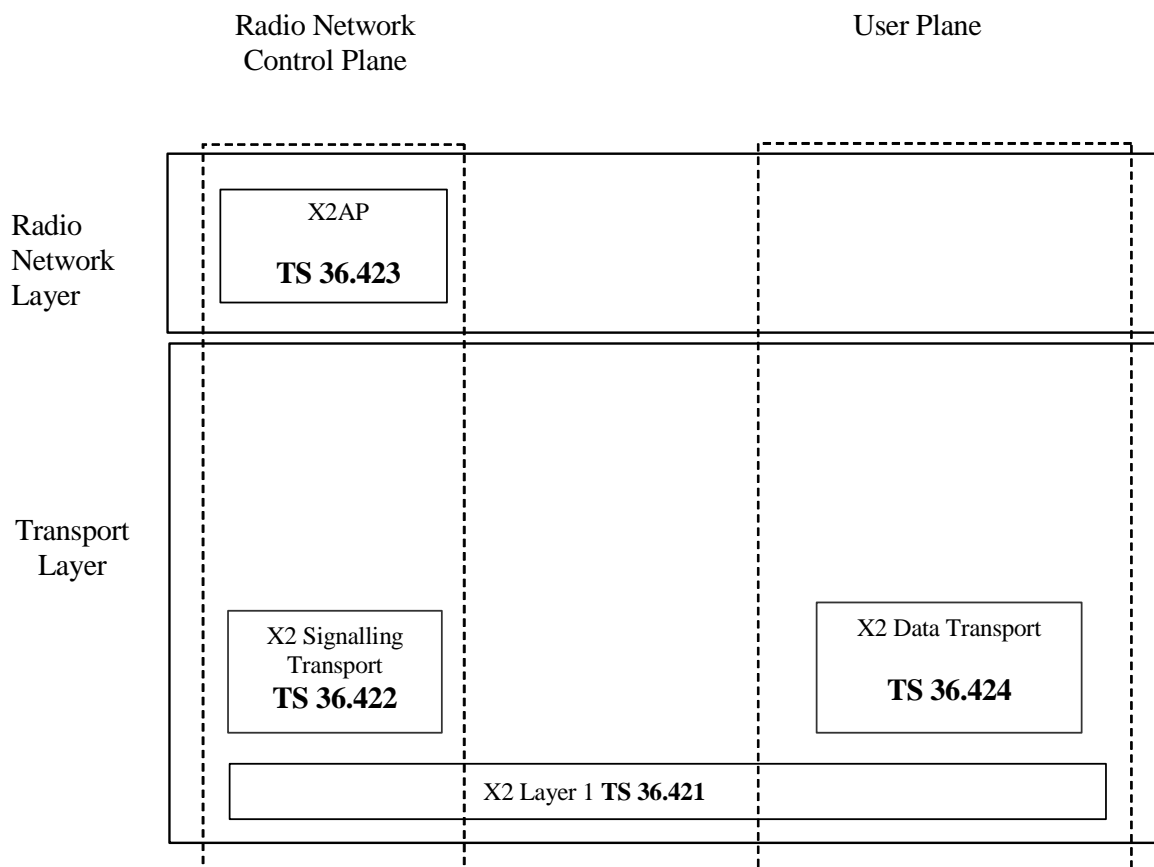 Radio Network
Control Plane
User Plane
Radio
Network
Layer
X2AP
TS 36.423
Transport
Layer
X2 Signalling
Transport
TS 36.422
X2 Data Transport
TS 36.424
X2 Layer 1 TS 36.421